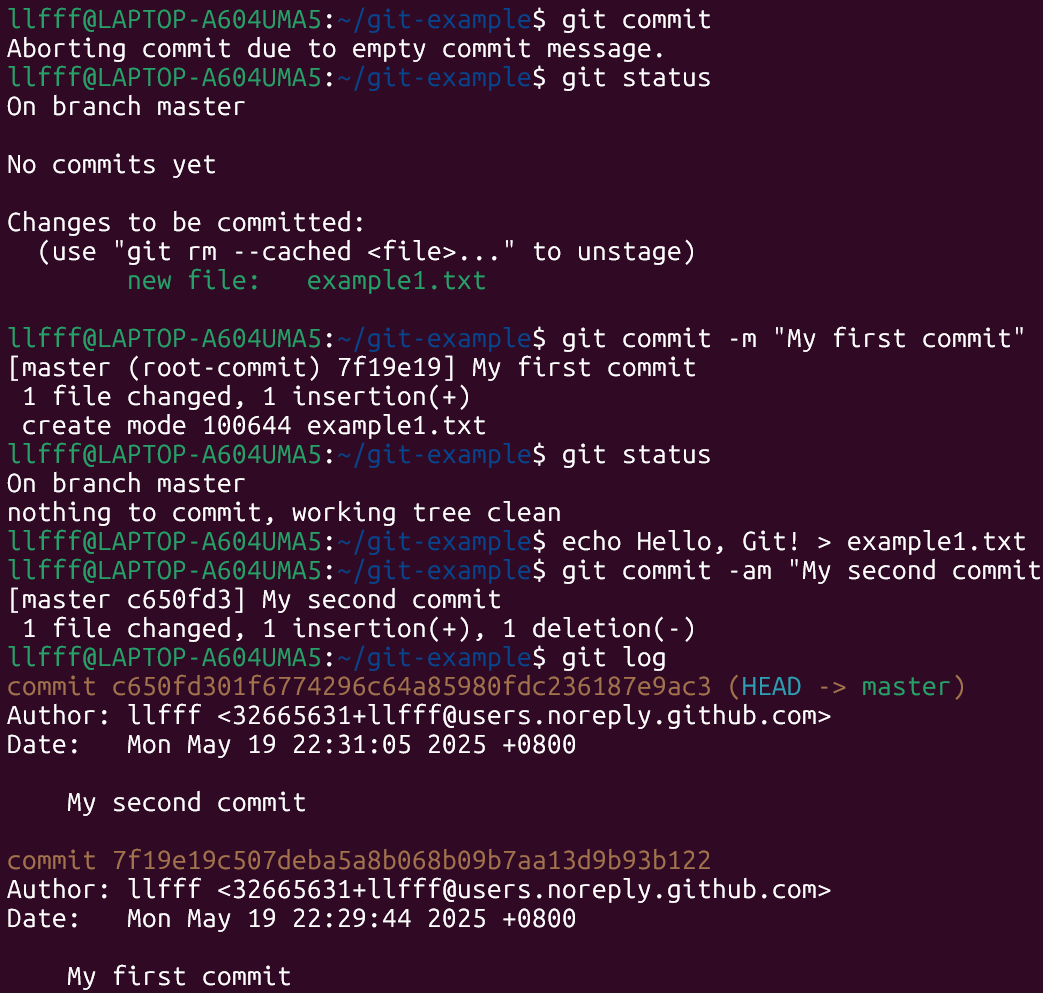 llfff@LAPTOP-A604UMA5:~/git-example$ git commit
Aborting commit due to empty commit message.
llfff@LAPTOP-A604UMA5:~/git-example$ git status
On branch master
No commits yet
Changes to be committed:
  (use "git rm --cached <file>..." to unstage)
        new file:   example1.txt
llfff@LAPTOP-A604UMA5:~/git-example$ git commit -m "My first commit"
[master (root-commit) 7f19e19] My first commit
 1 file changed, 1 insertion(+)
 create mode 100644 example1.txt
llfff@LAPTOP-A604UMA5:~/git-example$ git status
On branch master
nothing to commit, working tree clean
llfff@LAPTOP-A604UMA5:~/git-example$ echo Hello, Git! > example1.txt
llfff@LAPTOP-A604UMA5:~/git-example$ git commit -am "My second commit
[master c650fd3] My second commit
 1 file changed, 1 insertion(+), 1 deletion(-)
llfff@LAPTOP-A604UMA5:~/git-example$ git log
commit c650fd301f6774296c64a85980fdc236187e9ac3 (HEAD -> master)
Author: llfff <32665631+llfff@users.noreply.github.com>
Date:   Mon May 19 22:31:05 2025 +0800
    My second commit
commit 7f19e19c507deba5a8b068b09b7aa13d9b93b122
Author: llfff <32665631+llfff@users.noreply.github.com>
Date:   Mon May 19 22:29:44 2025 +0800
    My first commit